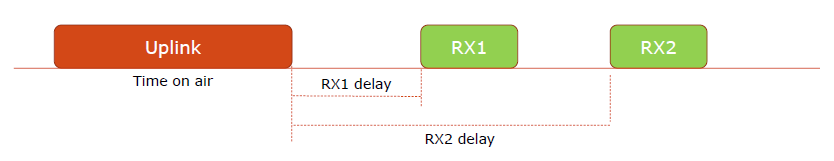 Uplink
RX1
RX2
Time on air
RX1 delay
RX2 delay